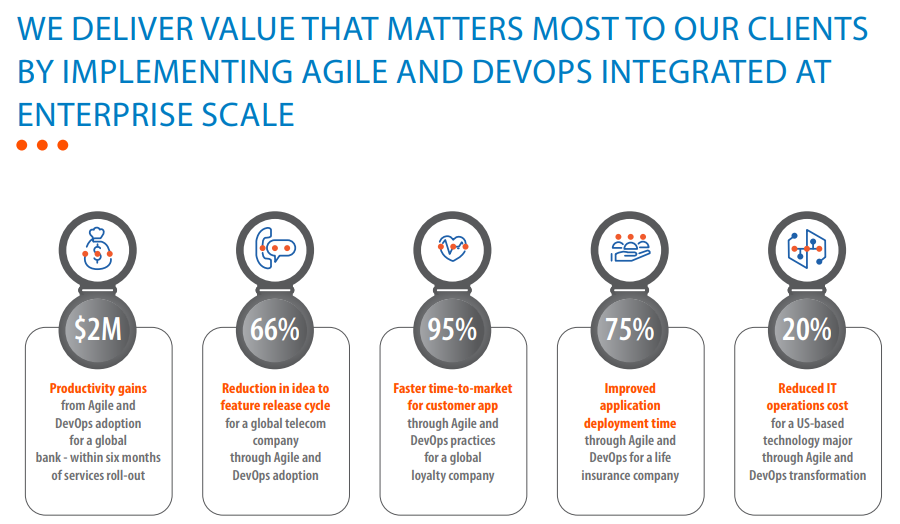 WE DELIVER VALUE THAT MATTERS MOST TO OUR CLIENTS
BY IMPLEMENTING AGILE AND DEVOPS INTEGRATED AT
ENTERPRISE SCALE
$2M
Productivity gains
from Agile and
DevOps adoption
for a global
bank - within six months
of services roll-out
66%
Reduction in idea to
feature release cycle
for a global telecom
company
through Agile and
DevOps adoption
95%
Faster time-to-market
for customer app
through Agile and
DevOps practices
for a global
loyalty company
75%
Improved
application
deployment time
through Agile and
DevOps for a life
insurance company
20%
Reduced IT
operations cost
for a US-based
technology major
through Agile and
DevOps transformation